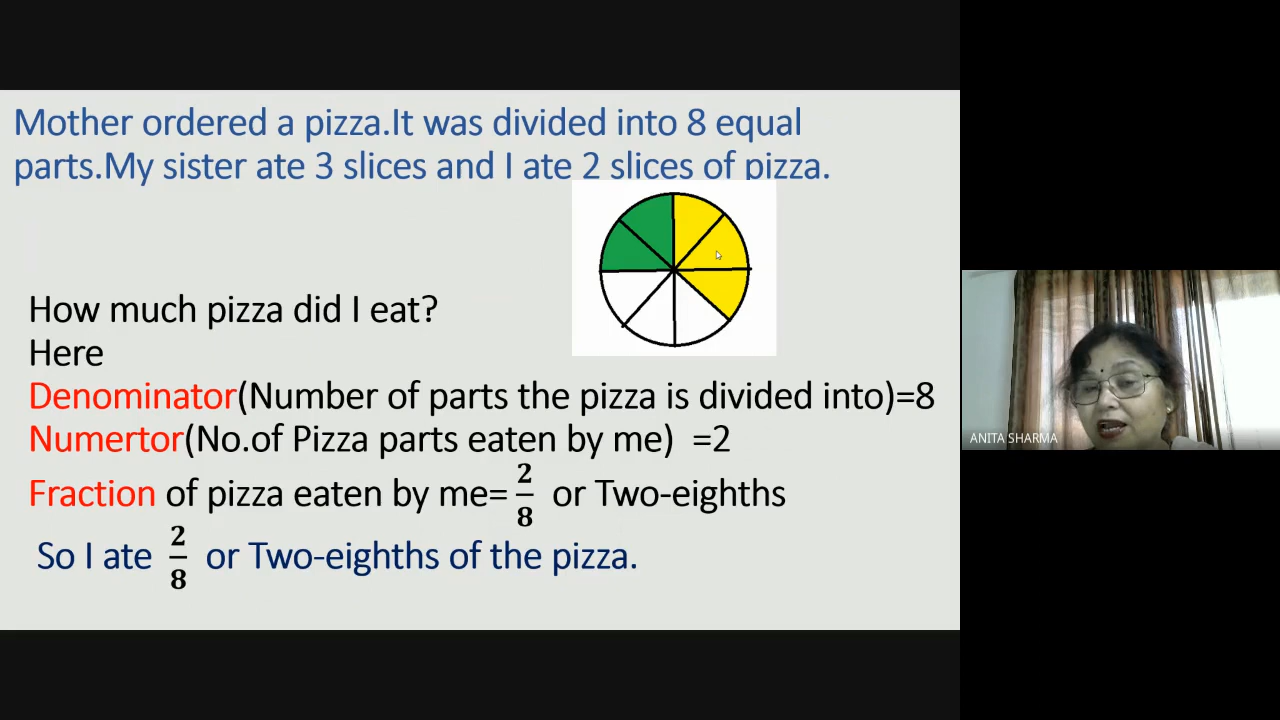 Mother ordered a pizza.It was divided into 8 equal
parts.My sister ate 3 slices and I ate 2 slices of pizza.
How much pizza did I eat?
Here
Denominator(Number of parts the pizza is divided into)=8
Numertor(No.of Pizza parts eaten by me) =2
Fraction of pizza eaten by me= 2/8 or Two-eighths
So I ate 2/8 or Two-eighths of the pizza.
ANITA SHARMA